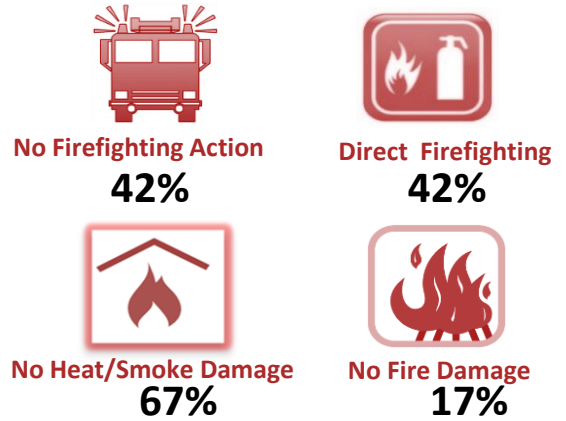 No Firefighting Action
42%
Direct Firefighting
42%
No Heat/Smoke Damage
67%
No Fire Damage
17%